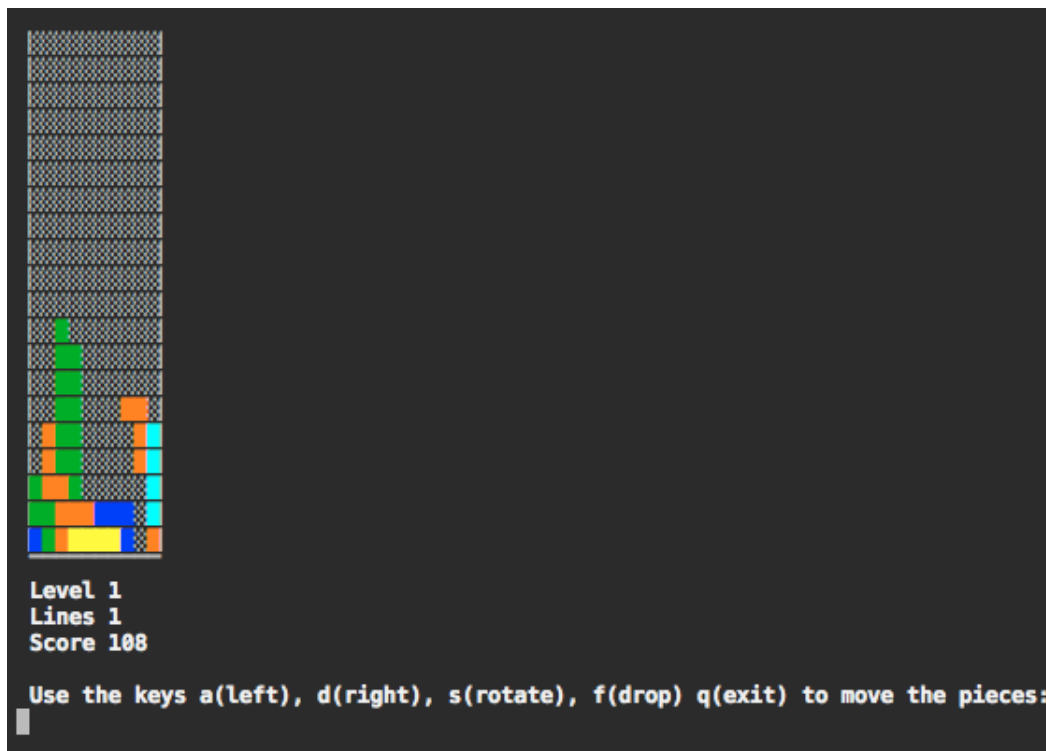 Level 1
Lines 1
Score 108
Use the keys a(left), d(right), s(rotate), f(drop) q(exit) to move the pieces: